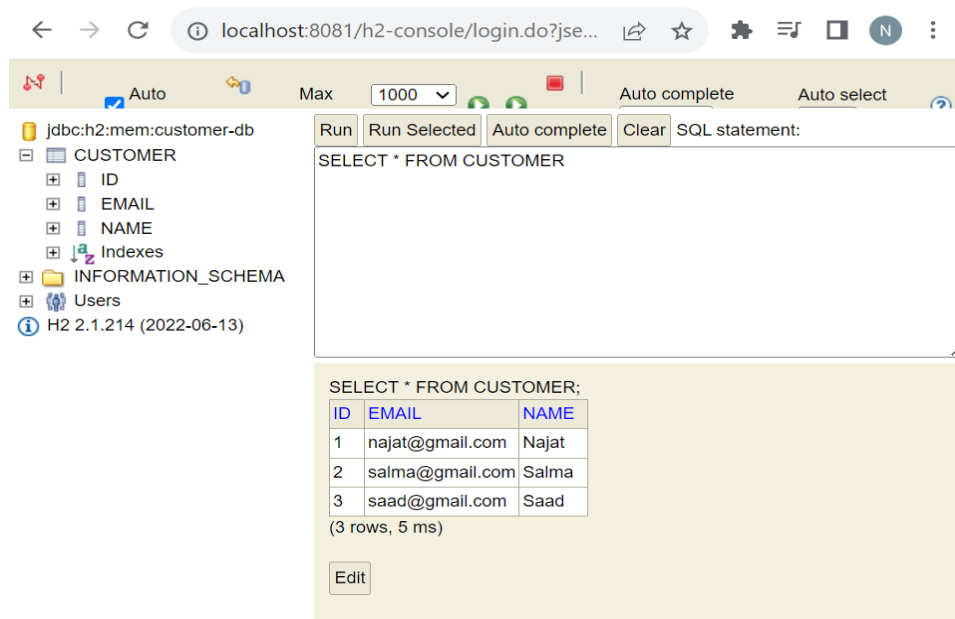 localhost:8081/h2-console/login.do?jse...
N
Auto
Max
1000
Auto complete
Auto select
jdbc:h2:mem:customer-db
CUSTOMER
ID
EMAIL
NAME
Indexes
INFORMATION_SCHEMA
Users
H2 2.1.214 (2022-06-13)
Run Run Selected Auto complete Clear SQL statement:
SELECT * FROM CUSTOMER
SELECT * FROM CUSTOMER;
ID EMAIL NAME
1 najat@gmail.com Najat
2 salma@gmail.com Salma
3 saad@gmail.com Saad
(3 rows, 5 ms)
Edit